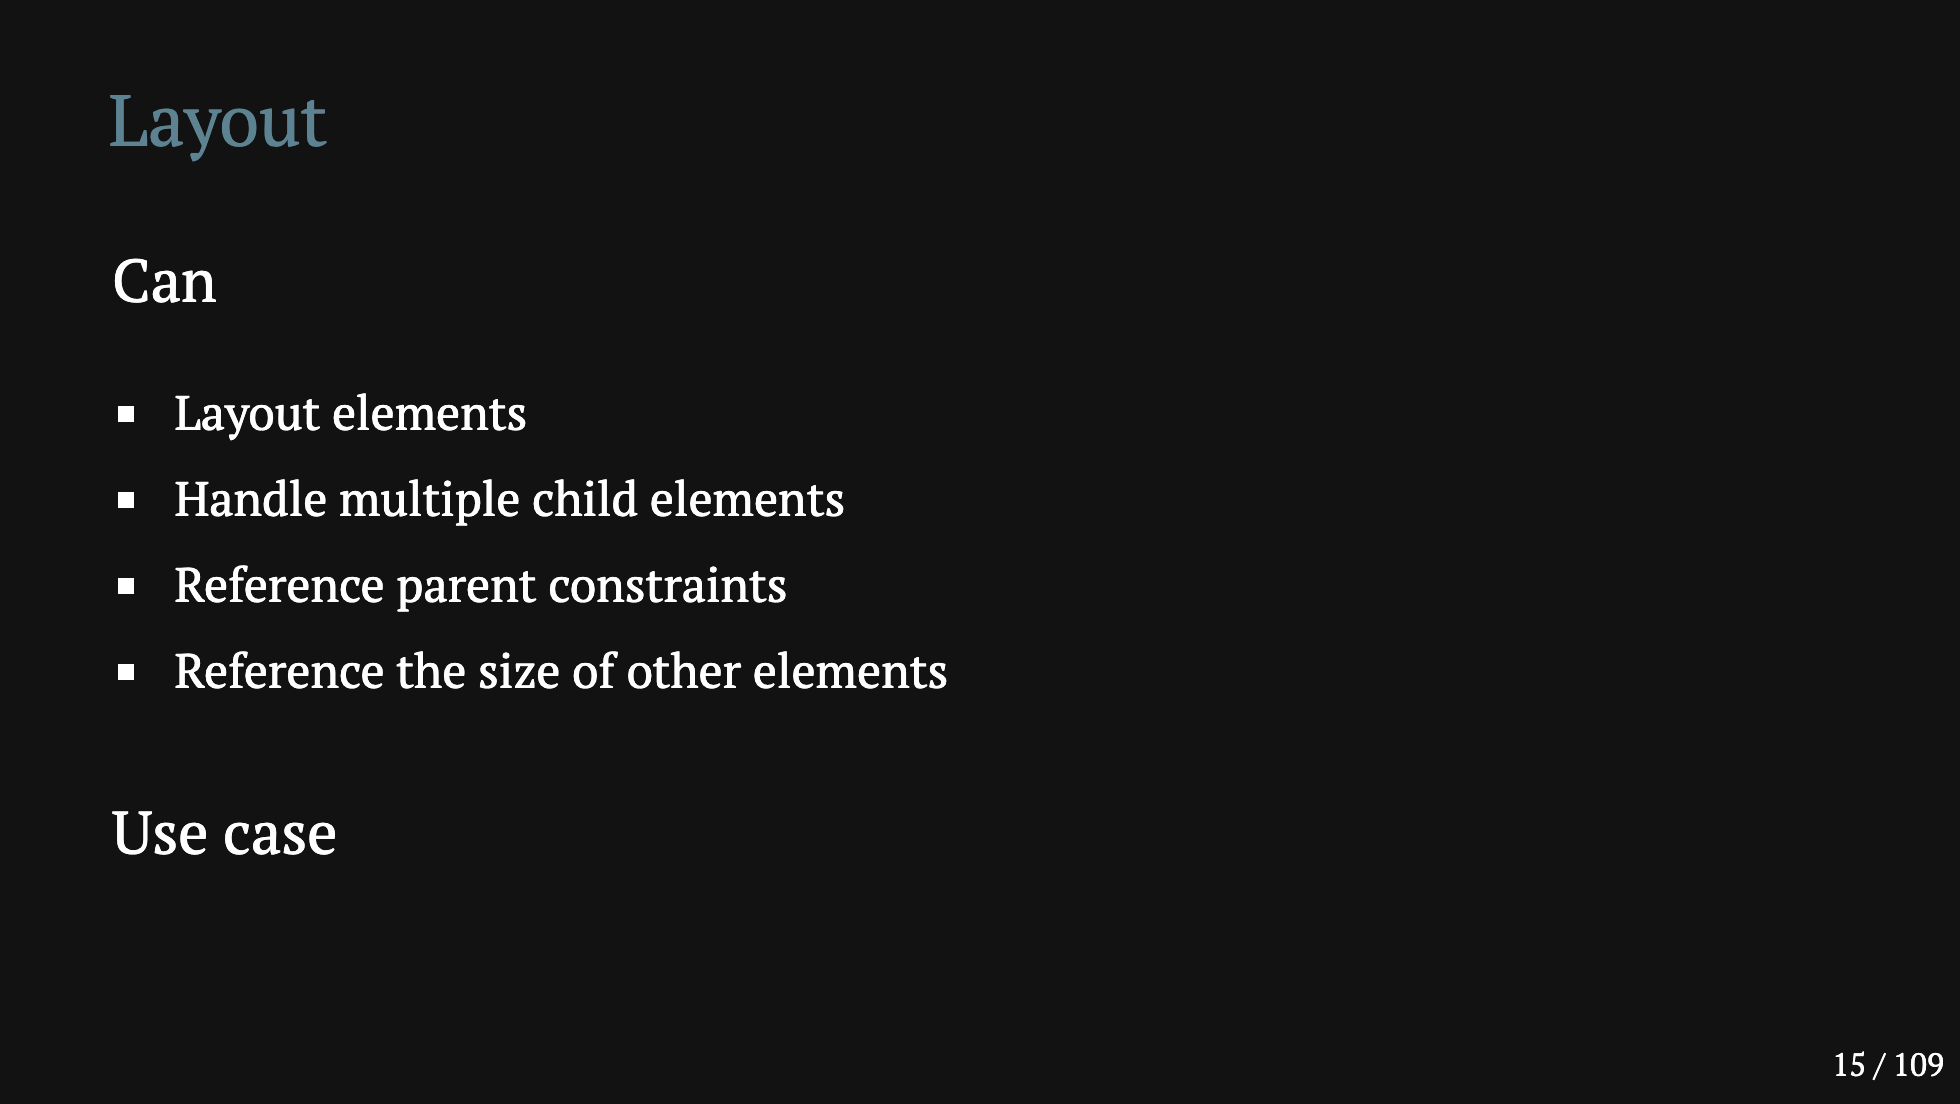 Layout
Can
Layout elements
Handle multiple child elements
Reference parent constraints
Reference the size of other elements
Use case
15 / 109